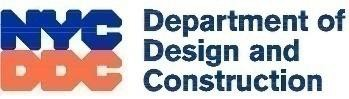 NYC
DDC
Department of
Design and
Construction